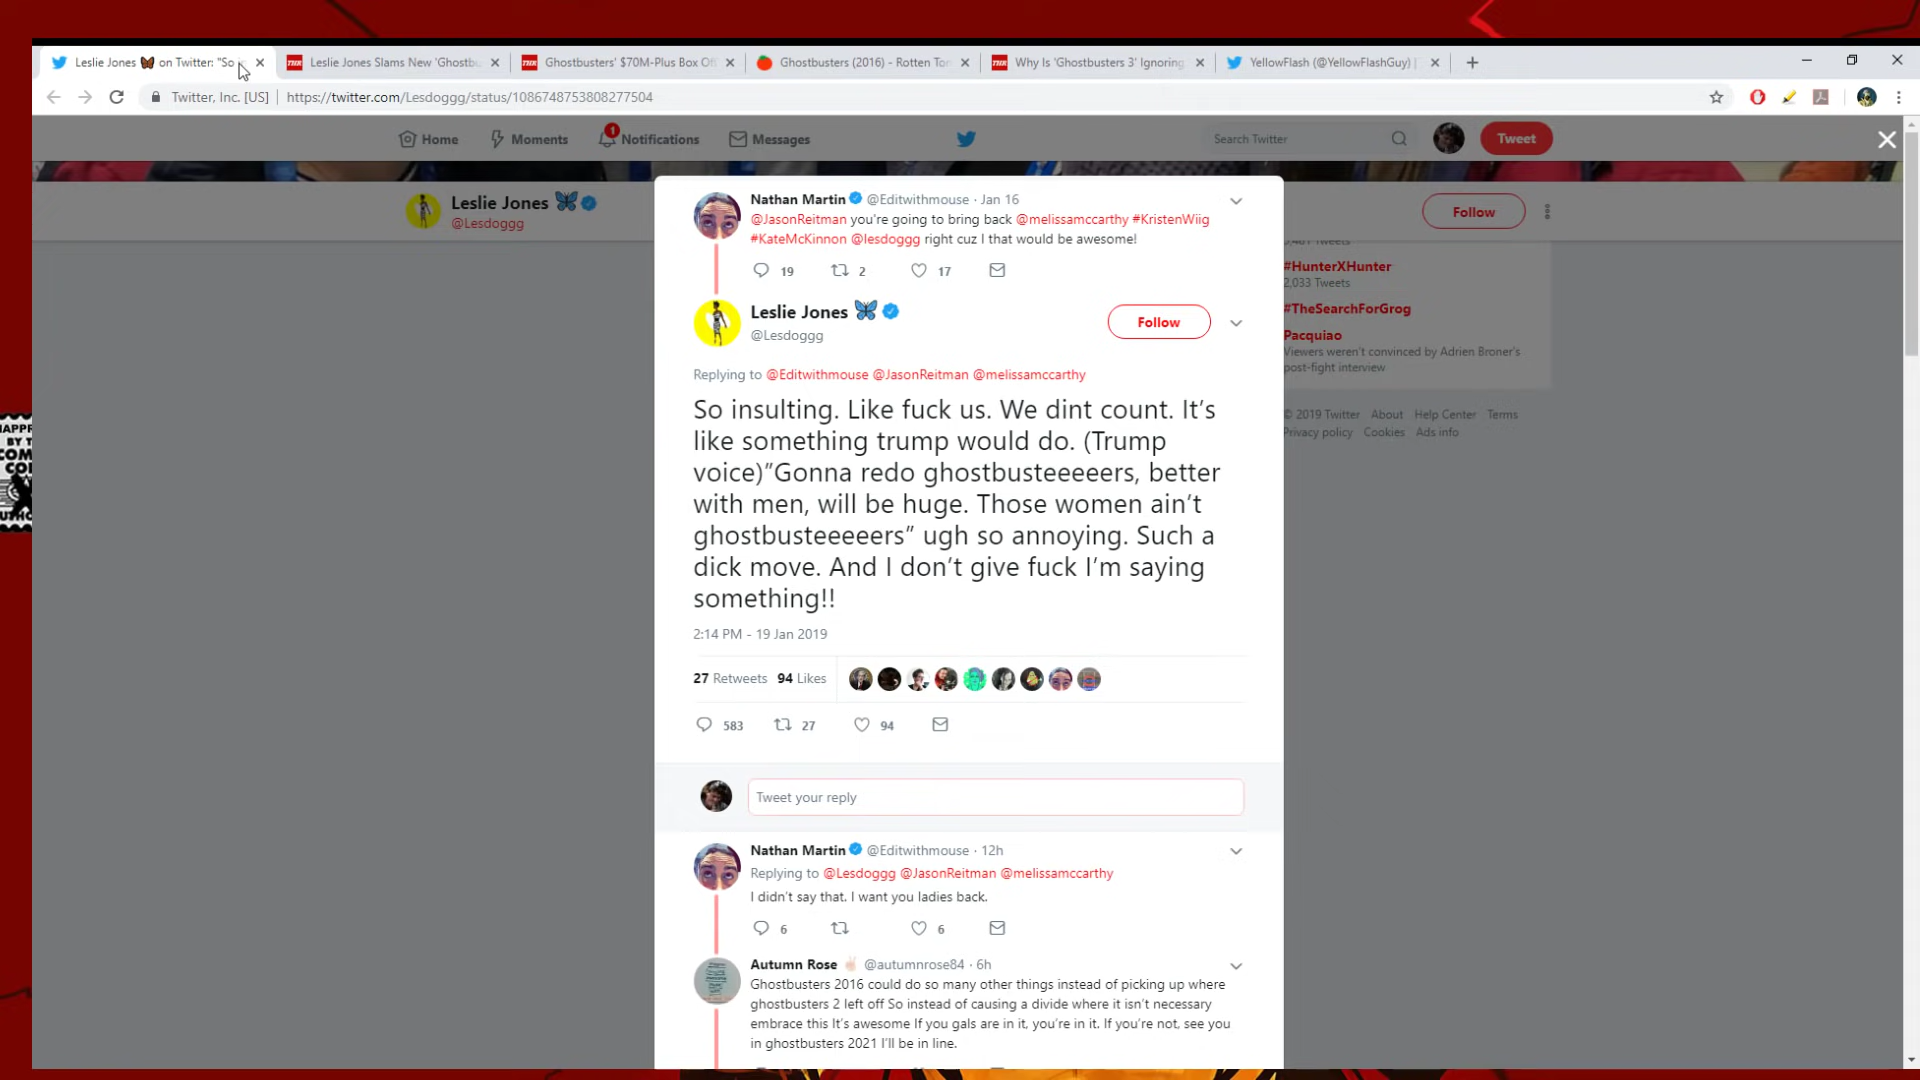 Leslie Jones on Twitter: "So
Leslie Jones Slams New 'Ghostbu
Ghostbusters' $70M-Plus Box Off
Ghostbusters (2016) - Rotten Tom
Why Is 'Ghostbusters 3' Ignoring
YellowFlash (@YellowFlashGuy) |
Twitter, Inc. [US] | https://twitter.com/Lesdoggg/status/1086748753808277504
Home
Moments
1
Notifications
Messages
Search Twitter
Tweet
Leslie Jones
@Lesdoggg
Follow
Nathan Martin @Editwithmouse · Jan 16
@JasonReitman you're going to bring back @melissamccarthy #KristenWiig
#KateMcKinnon @lesdoggg right cuz I that would be awesome!
19 2 17
Leslie Jones
@Lesdoggg
Follow
Replying to @Editwithmouse @JasonReitman @melissamccarthy
So insulting. Like fuck us. We dint count. It's
like something trump would do. (Trump
voice)"Gonna redo ghostbusteeeeers, better
with men, will be huge. Those women ain't
ghostbusteeeeers" ugh so annoying. Such a
dick move. And I don't give fuck I'm saying
something!!
2:14 PM - 19 Jan 2019
27 Retweets 94 Likes
583 27 94
Tweet your reply
Nathan Martin @Editwithmouse · 12h
Replying to @Lesdoggg @JasonReitman @melissamccarthy
I didn't say that. I want you ladies back.
6 6
Autumn Rose @autumnrose84 · 6h
Ghostbusters 2016 could do so many other things instead of picking up where
ghostbusters 2 left off So instead of causing a divide where it isn't necessary
embrace this It's awesome If you gals are in it, you're in it. If you're not, see you
in ghostbusters 2021 I'll be in line.
Tweets
#HunterXHunter
2,033 Tweets
#TheSearchForGrog
Pacquiao
Viewers weren't convinced by Adrien Broner's
post-fight interview
© 2019 Twitter About Help Center Terms
Privacy policy Cookies Ads info
BY T
COM
CO